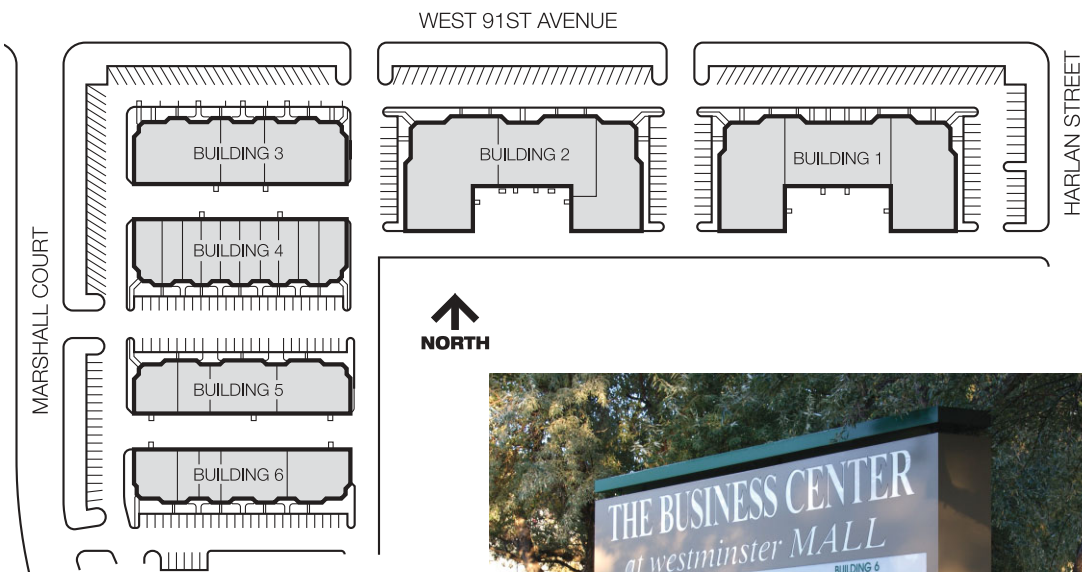 WEST 91ST AVENUE
HARLAN STREET
MARSHALL COURT
BUILDING 3
BUILDING 2
BUILDING 1
BUILDING 4
NORTH
BUILDING 5
BUILDING 6
THE BUSINESS CENTER
at westminster MALL
BUILDING 6